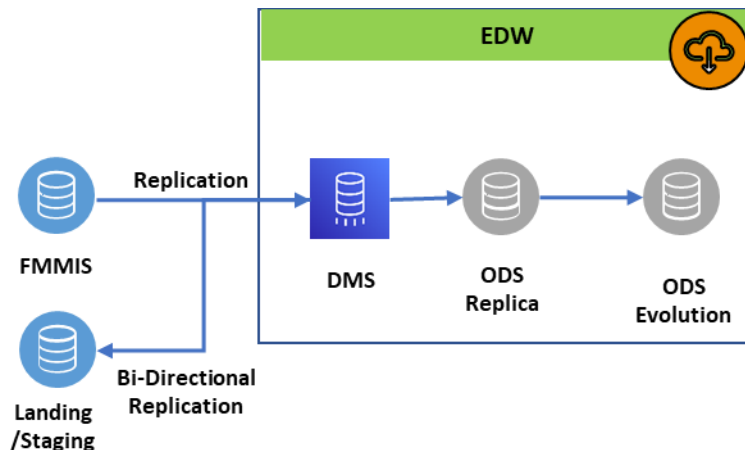 EDW
Replication
FMMIS
DMS
ODS
Replica
ODS
Evolution
Bi-Directional
Replication
Landing
/Staging